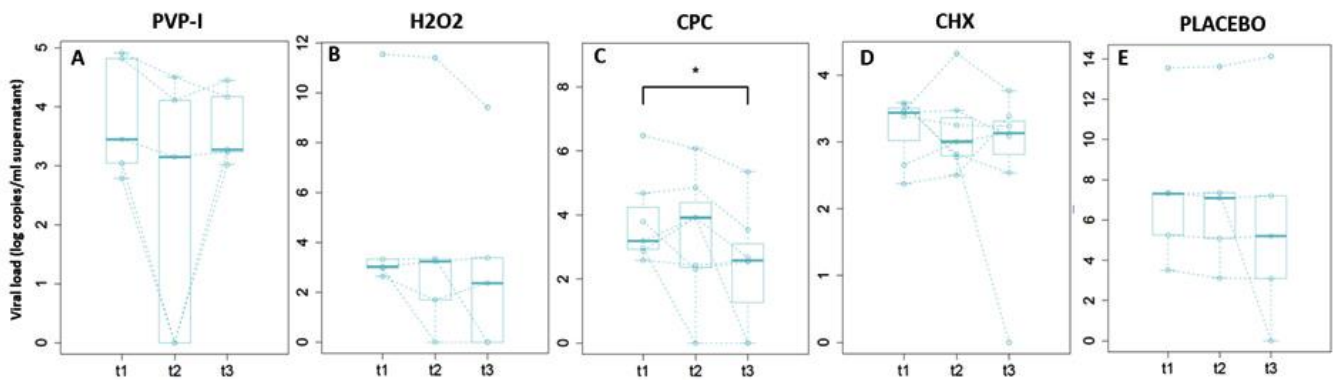 PVP-I
H2O2
CPC
CHX
PLACEBO
Viral load (log copies/ml supernatant)
A
5
4
3
2
1
0
t1 t2 t3
B
12
10
8
6
4
2
0
t1 t2 t3
C
*
8
6
4
2
0
t1 t2 t3
D
4
3
2
1
0
t1 t2 t3
E
14
12
10
8
6
4
2
0
t1 t2 t3